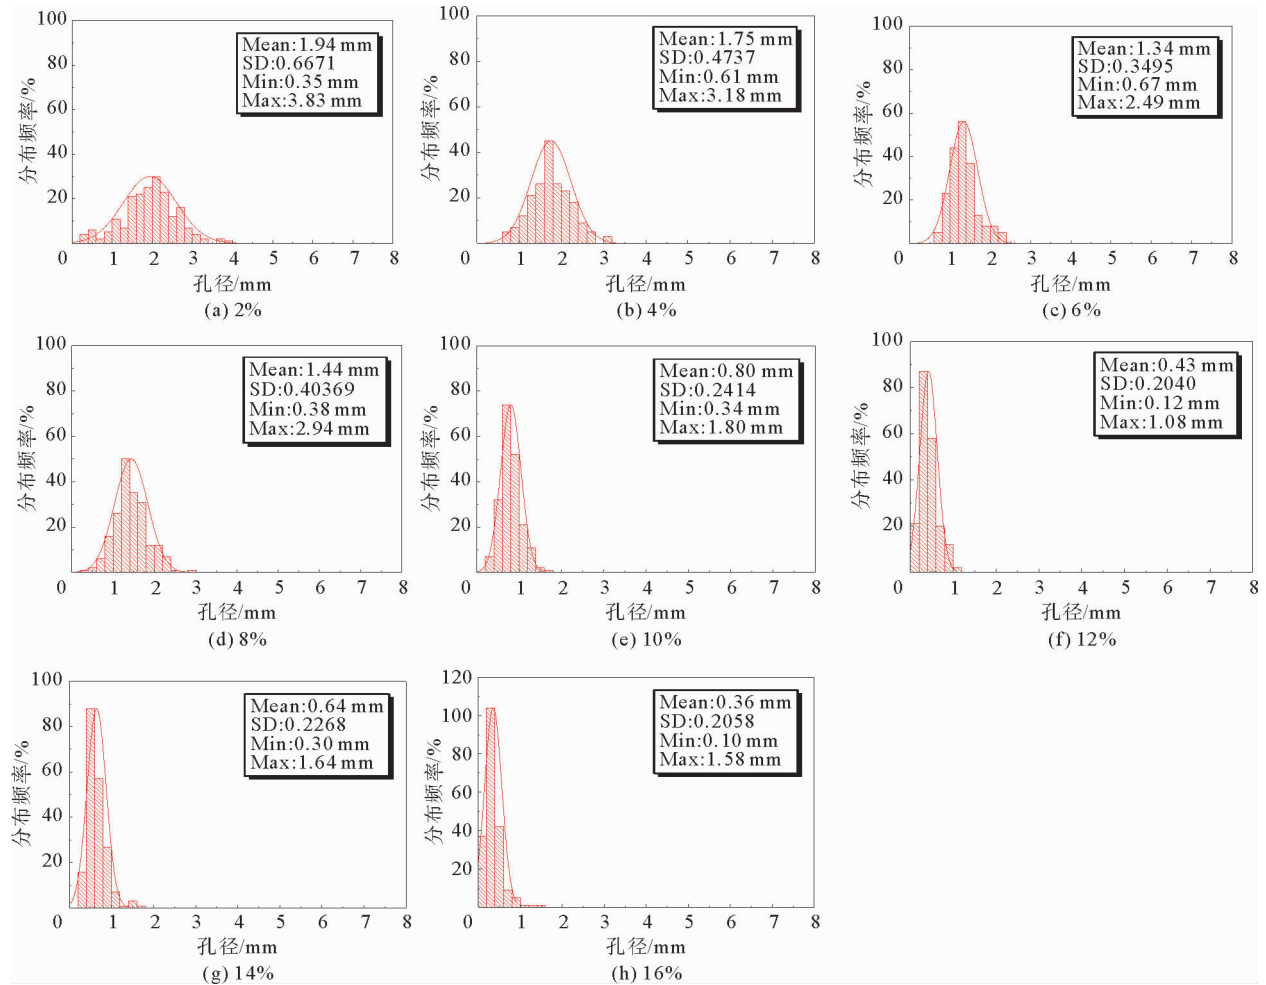 100
80
60
40
20
分布频率/%
Mean:1.94 mm
SD:0.6671
Min:0.35 mm
Max:3.83 mm
0 1 2 3 4 5 6 7 8
孔径/mm
(a) 2%
100
80
60
40
20
分布频率/%
Mean:1.75 mm
SD:0.4737
Min:0.61 mm
Max:3.18 mm
0 1 2 3 4 5 6 7 8
孔径/mm
(b) 4%
100
80
60
40
20
分布频率/%
Mean:1.34 mm
SD:0.3495
Min:0.67 mm
Max:2.49 mm
0 1 2 3 4 5 6 7 8
孔径/mm
(c) 6%
100
80
60
40
20
分布频率/%
Mean:1.44 mm
SD:0.40369
Min:0.38 mm
Max:2.94 mm
0 1 2 3 4 5 6 7 8
孔径/mm
(d) 8%
100
80
60
40
20
分布频率/%
Mean:0.80 mm
SD:0.2414
Min:0.34 mm
Max:1.80 mm
0 1 2 3 4 5 6 7 8
孔径/mm
(e) 10%
100
80
60
40
20
分布频率/%
Mean:0.43 mm
SD:0.2040
Min:0.12 mm
Max:1.08 mm
0 1 2 3 4 5 6 7 8
孔径/mm
(f) 12%
100
80
60
40
20
分布频率/%
Mean:0.64 mm
SD:0.2268
Min:0.30 mm
Max:1.64 mm
0 1 2 3 4 5 6 7 8
孔径/mm
(g) 14%
120
100
80
60
40
20
分布频率/%
Mean:0.36 mm
SD:0.2058
Min:0.10 mm
Max:1.58 mm
0 1 2 3 4 5 6 7 8
孔径/mm
(h) 16%